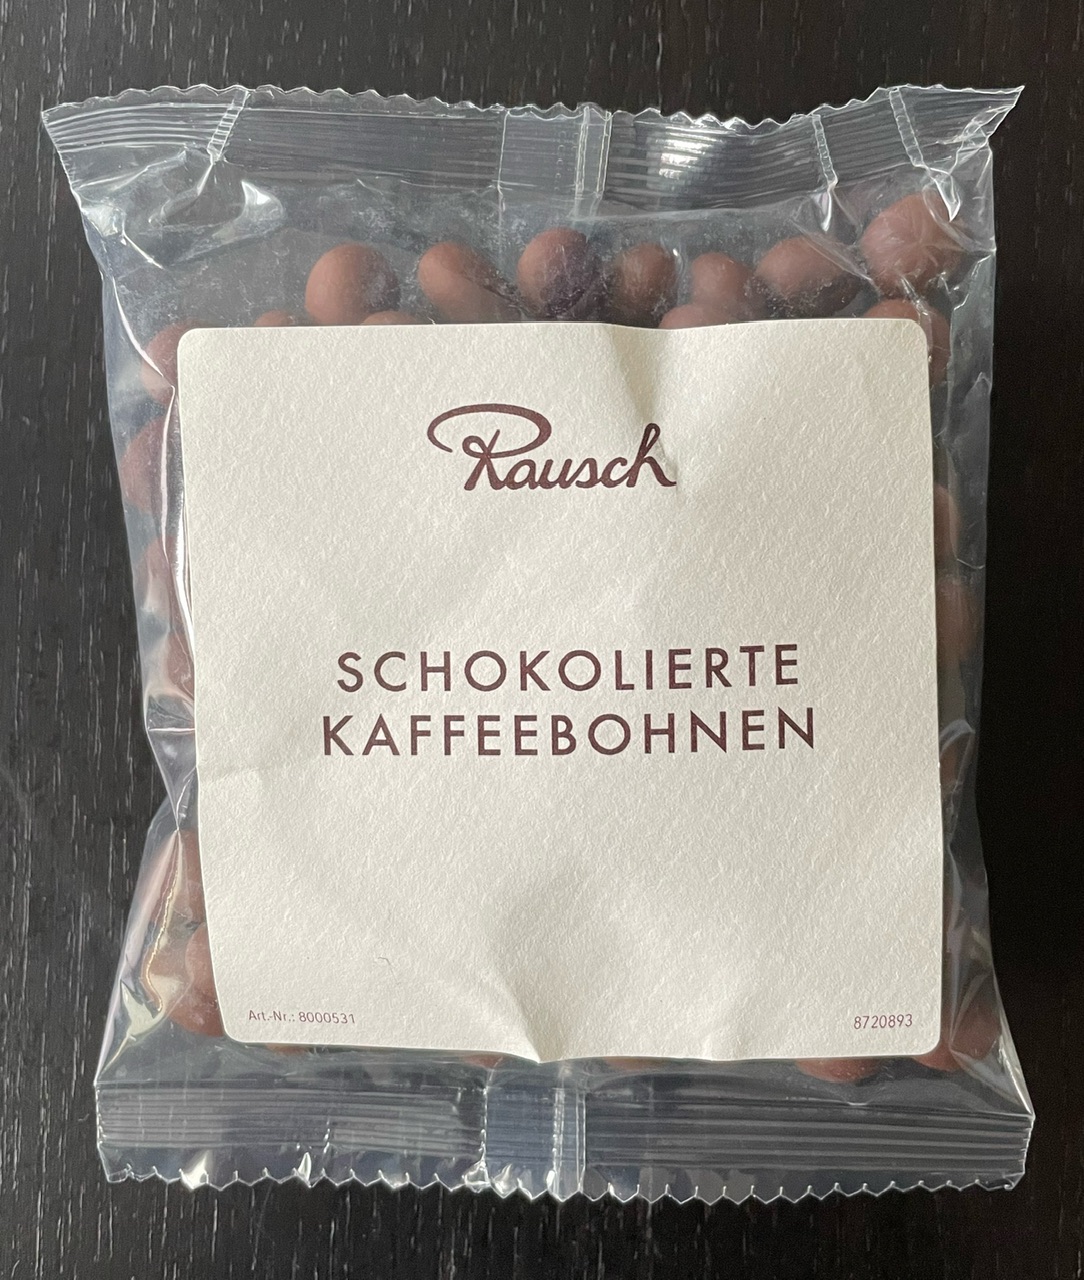 Rausch
SCHOKOLIERTE
KAFFEEBOHNEN
Art.-Nr.: 8000531
8720893